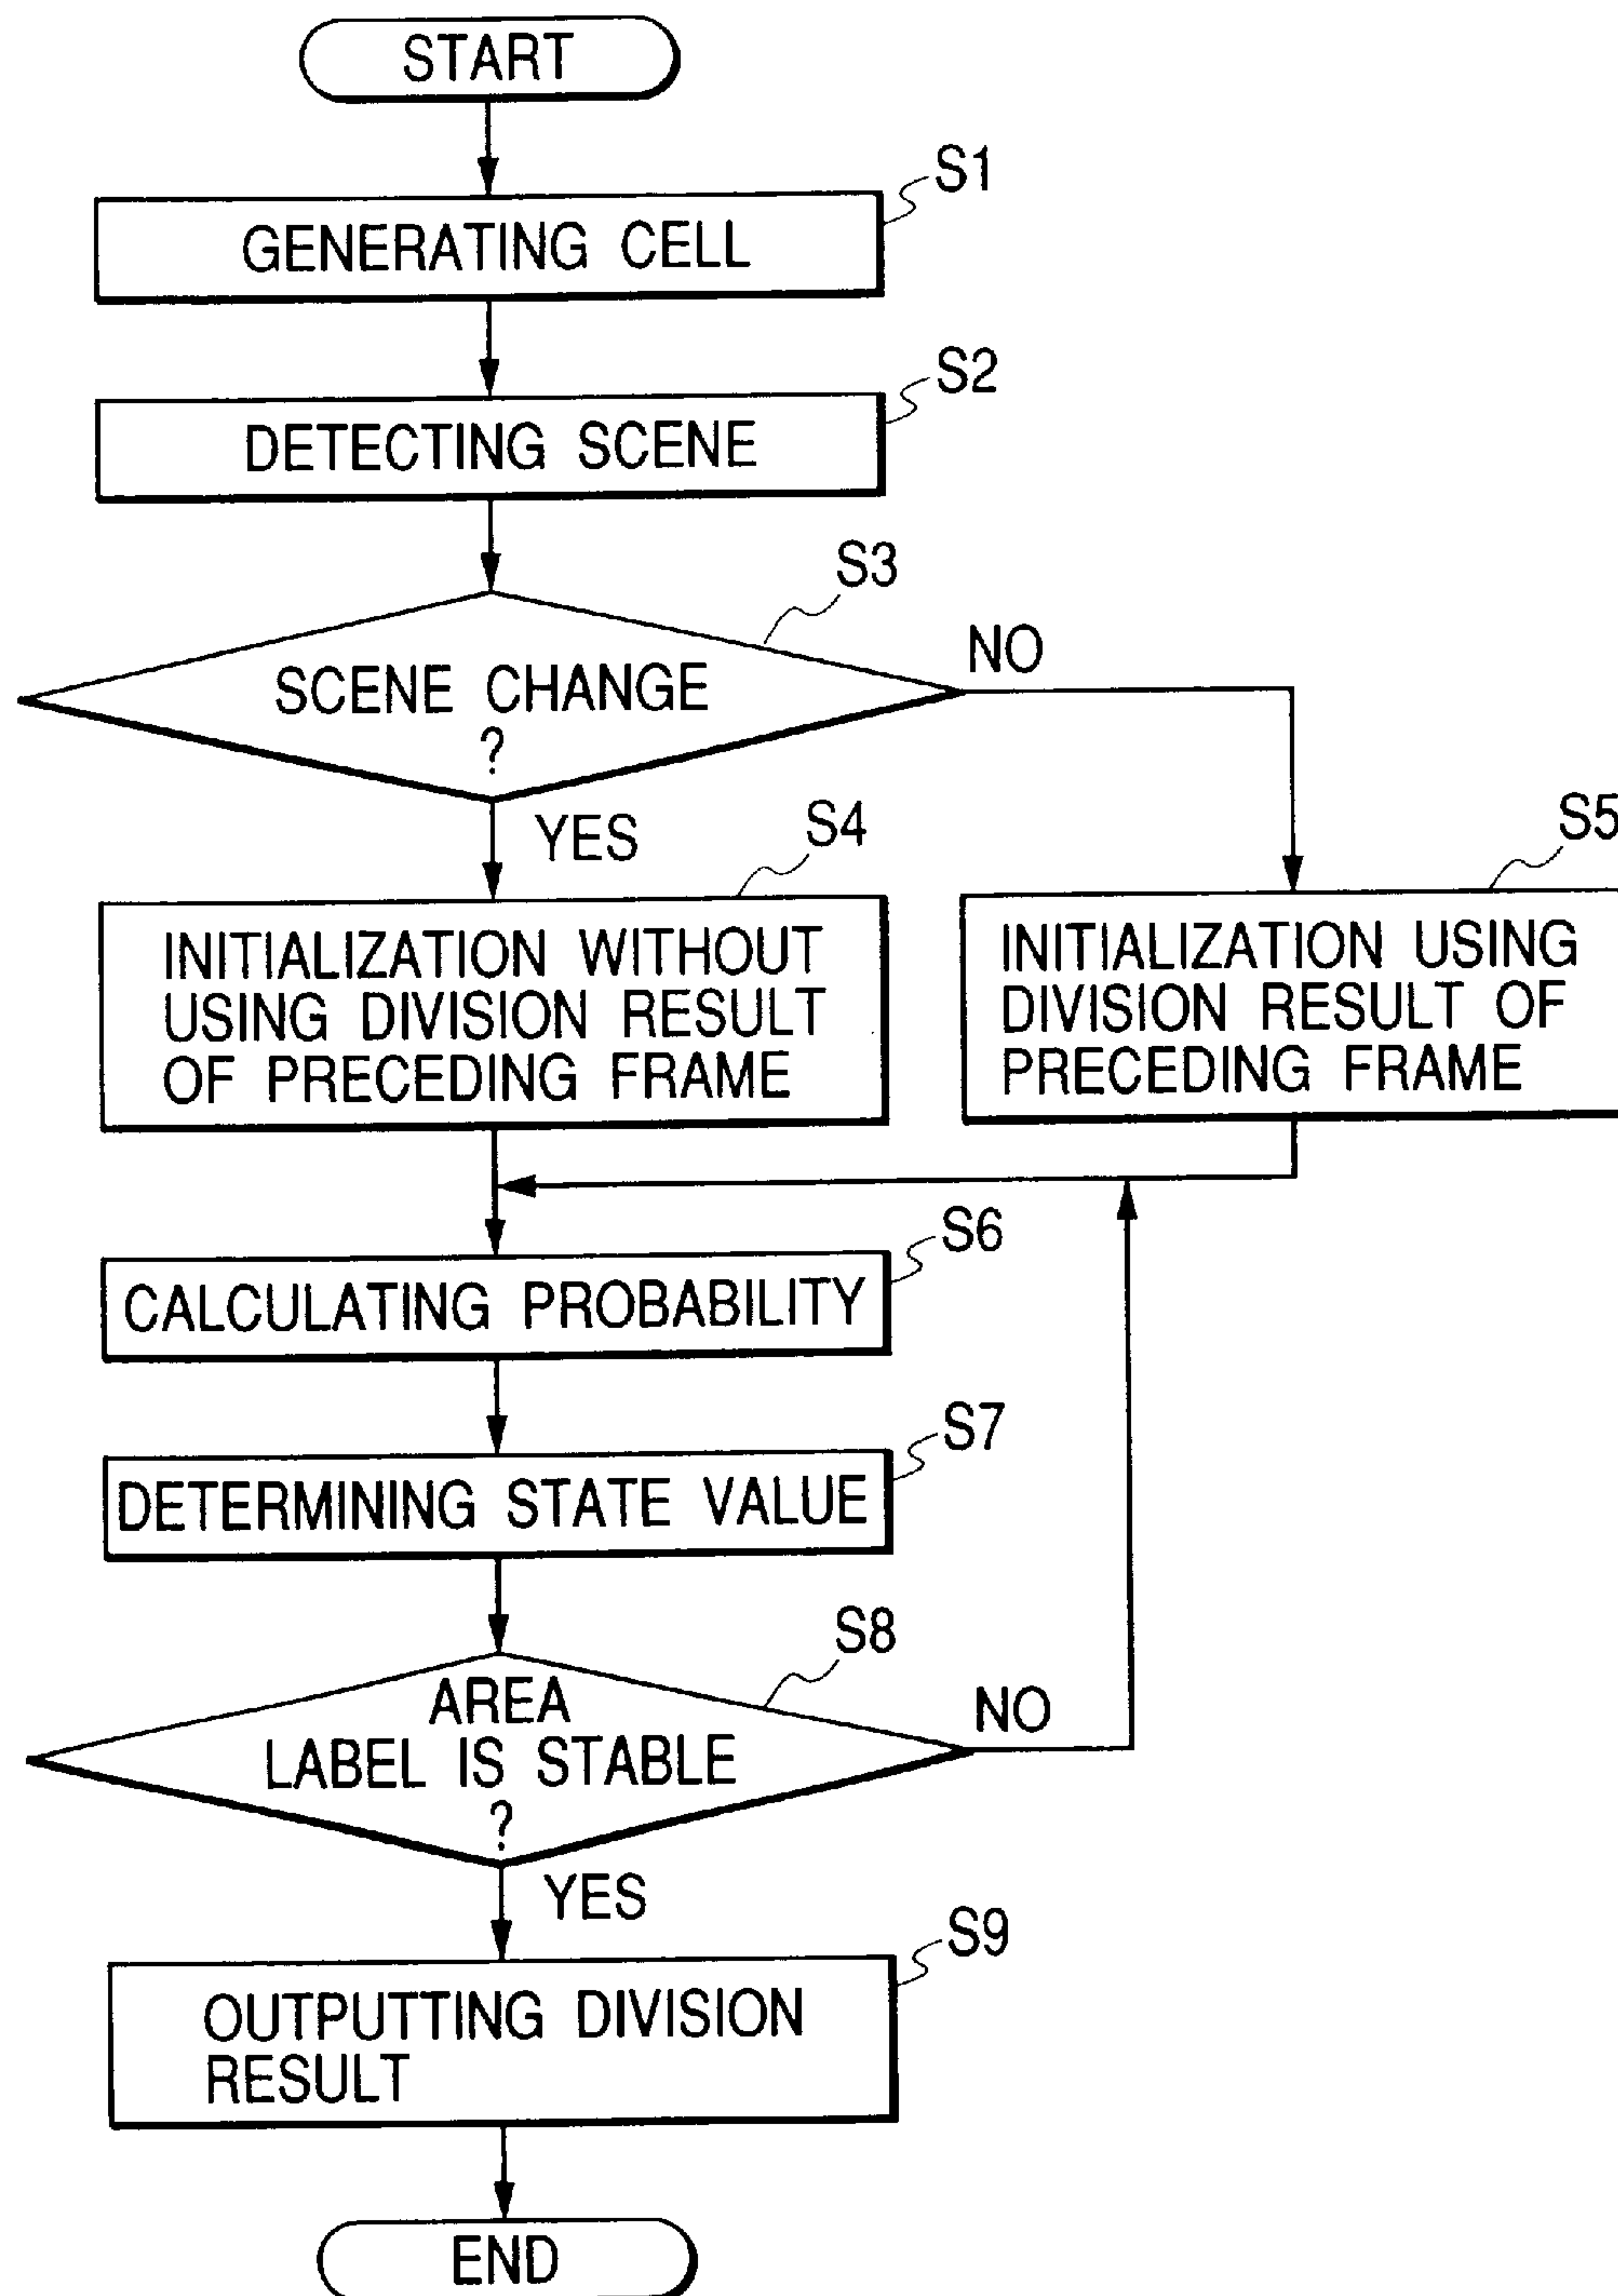 START
S1
GENERATING CELL
S2
DETECTING SCENE
S3
SCENE CHANGE
?
NO
YES
S4
INITIALIZATION WITHOUT
USING DIVISION RESULT
OF PRECEDING FRAME
S5
INITIALIZATION USING
DIVISION RESULT OF
PRECEDING FRAME
S6
CALCULATING PROBABILITY
S7
DETERMINING STATE VALUE
S8
AREA
LABEL IS STABLE
?
NO
YES
S9
OUTPUTTING DIVISION
RESULT
END